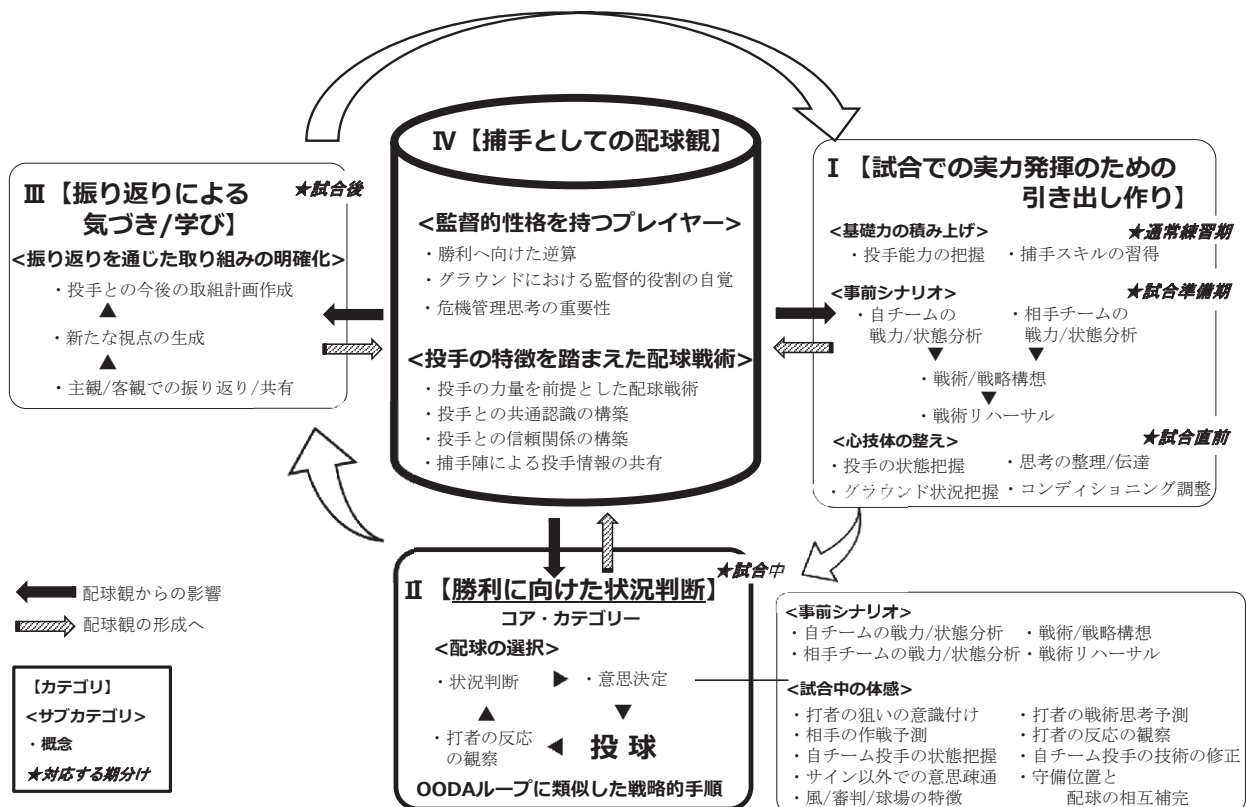 Ⅳ【捕手としての配球観】
<監督的性格を持つプレイヤー>
・勝利へ向けた逆算
・グラウンドにおける監督的役割の自覚
・危機管理思考の重要性
<投手の特徴を踏まえた配球戦術>
・投手の力量を前提とした配球戦術
・投手との共通認識の構築
・投手との信頼関係の構築
・捕手陣による投手情報の共有
Ⅲ【振り返りによる
気づき/学び】
★試合後
<振り返りを通じた取り組みの明確化>
・投手との今後の取組計画作成
▲
・新たな視点の生成
▲
・主観/客観での振り返り/共有
Ⅰ【試合での実力発揮のための
引き出し作り】
<基礎力の積み上げ>
★通常練習期
・投手能力の把握 ・捕手スキルの習得
<事前シナリオ>
★試合準備期
・自チームの
戦力/状態分析
・相手チームの
戦力/状態分析
▼ ▼
・戦術/戦略構想
▼
・戦術リハーサル
<心技体の整え>
★試合直前
・投手の状態把握 ・思考の整理/伝達
・グラウンド状況把握 ・コンディショニング調整
Ⅱ【勝利に向けた状況判断】
★試合中
コア・カテゴリー
<配球の選択>
・状況判断 ▶ ・意思決定
▲ ▼
・打者の反応
の観察
◀ 投球
OODAループに類似した戦略的手順
<事前シナリオ>
・自チームの戦力/状態分析 ・戦術/戦略構想
・相手チームの戦力/状態分析 ・戦術リハーサル
<試合中の体感>
・打者の狙いの意識付け ・打者の戦術思考予測
・相手の作戦予測 ・打者の反応の観察
・自チーム投手の状態把握 ・自チーム投手の技術の修正
・サイン以外での意思疎通 ・守備位置と
・風/審判/球場の特徴 配球の相互補完
配球観からの影響
配球観の形成へ
【カテゴリ】
<サブカテゴリ>
・概念
★対応する期分け